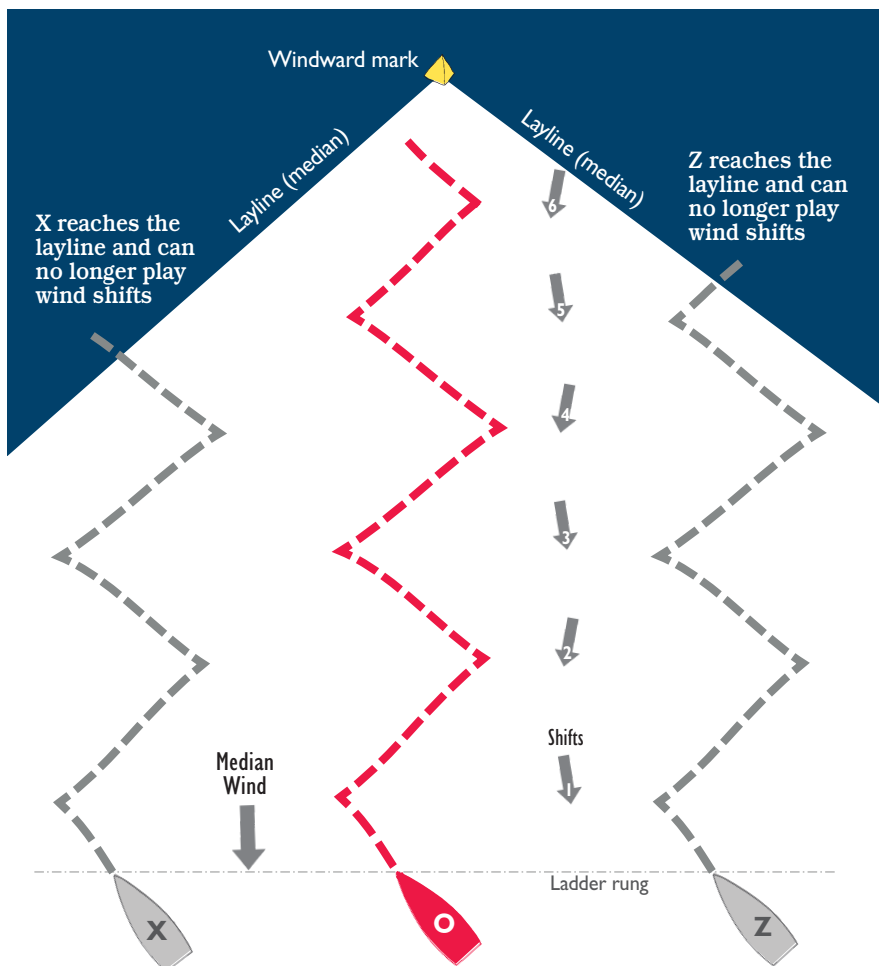 Windward mark
Layline (median)
Layline (median)
Z reaches the
layline and can
no longer play
wind shifts
X reaches the
layline and can
no longer play
wind shifts
6
5
4
3
2
Shifts
1
Median
Wind
Ladder rung
X
O
Z